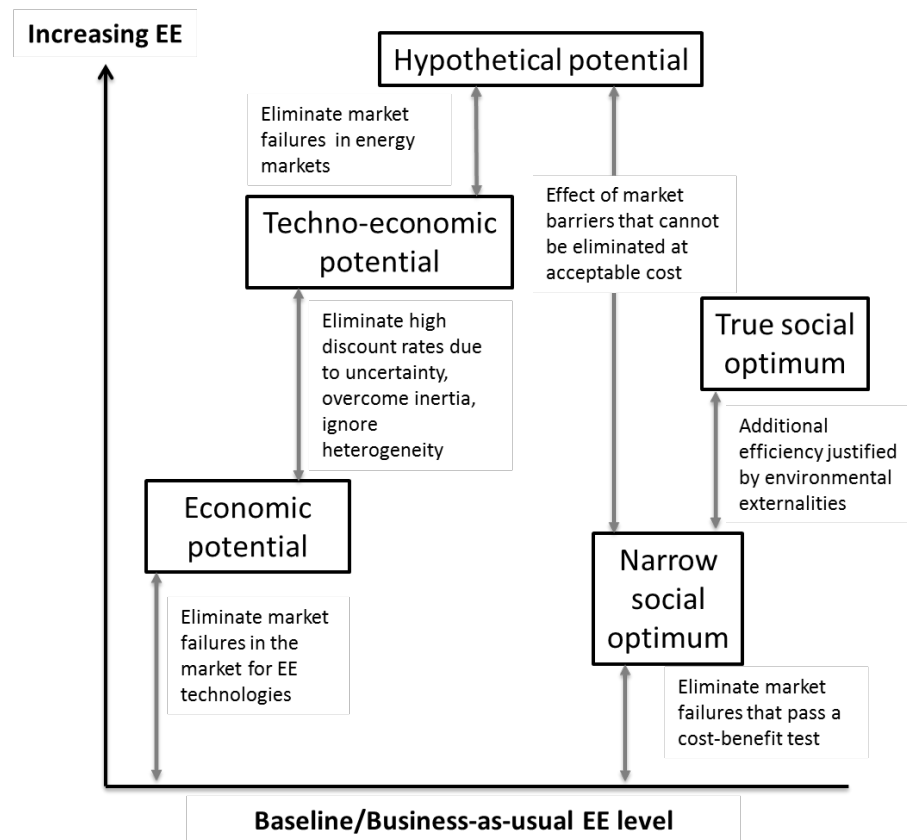 Increasing EE
Hypothetical potential
Eliminate market
failures in energy
markets
Effect of market
barriers that cannot
be eliminated at
acceptable cost
Techno-economic
potential
Eliminate high
discount rates due
to uncertainty,
overcome inertia,
ignore
heterogeneity
True social
optimum
Additional
efficiency justified
by environmental
externalities
Economic
potential
Narrow
social
optimum
Eliminate market
failures in the
market for EE
technologies
Eliminate market
failures that pass a
cost-benefit test
Baseline/Business-as-usual EE level